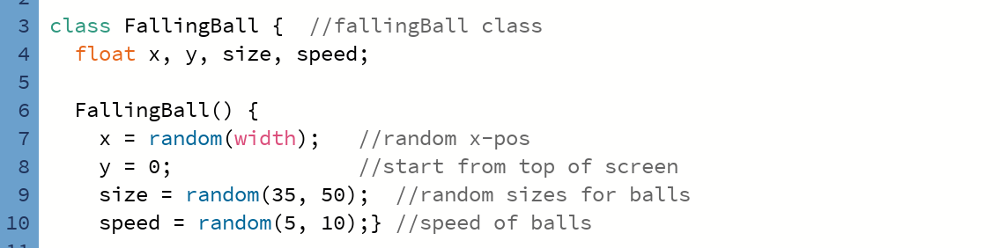 3 class FallingBall {  //fallingBall class
4   float x, y, size, speed;
5
6   FallingBall() {
7     x = random(width);   //random x-pos
8     y = 0;               //start from top of screen
9     size = random(35, 50);  //random sizes for balls
10     speed = random(5, 10);} //speed of balls